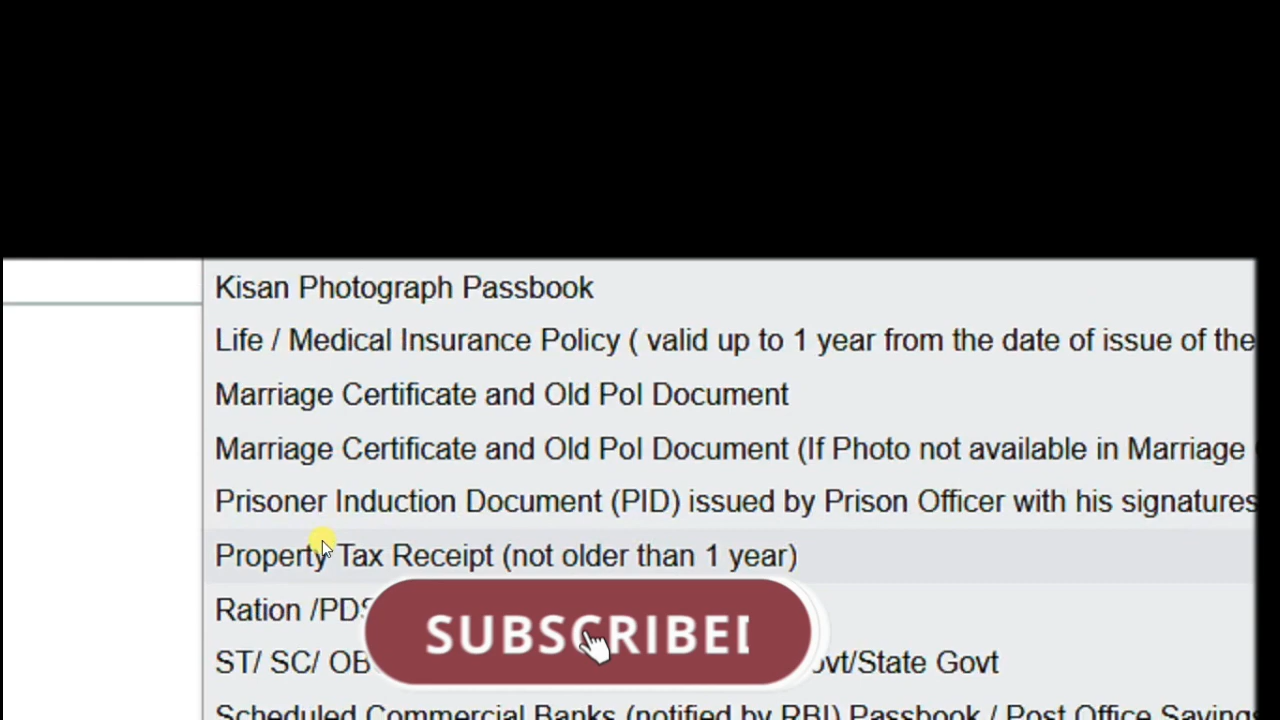 Kisan Photograph Passbook
Life / Medical Insurance Policy ( valid up to 1 year from the date of issue of the
Marriage Certificate and Old PoI Document
Marriage Certificate and Old PoI Document (If Photo not available in Marriage
Prisoner Induction Document (PID) issued by Prison Officer with his signatures
Property Tax Receipt (not older than 1 year)
Ration /PDS
SUBSCRIBED
ST/ SC/ OB ovt/State Govt
Scheduled Commercial Banks (notified by RBI) Passbook / Post Office Savings